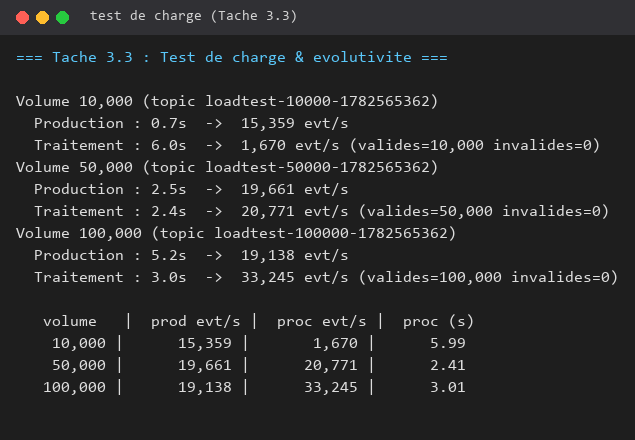 test de charge (Tache 3.3)
=== Tache 3.3 : Test de charge & evolutivite ===
Volume 10,000 (topic loadtest-10000-1782565362)
Production : 0.7s -> 15,359 evt/s
Traitement : 6.0s -> 1,670 evt/s (valides=10,000 invalides=0)
Volume 50,000 (topic loadtest-50000-1782565362)
Production : 2.5s -> 19,661 evt/s
Traitement : 2.4s -> 20,771 evt/s (valides=50,000 invalides=0)
Volume 100,000 (topic loadtest-100000-1782565362)
Production : 5.2s -> 19,138 evt/s
Traitement : 3.0s -> 33,245 evt/s (valides=100,000 invalides=0)
volume | prod evt/s | proc evt/s | proc (s)
10,000 | 15,359 | 1,670 | 5.99
50,000 | 19,661 | 20,771 | 2.41
100,000 | 19,138 | 33,245 | 3.01